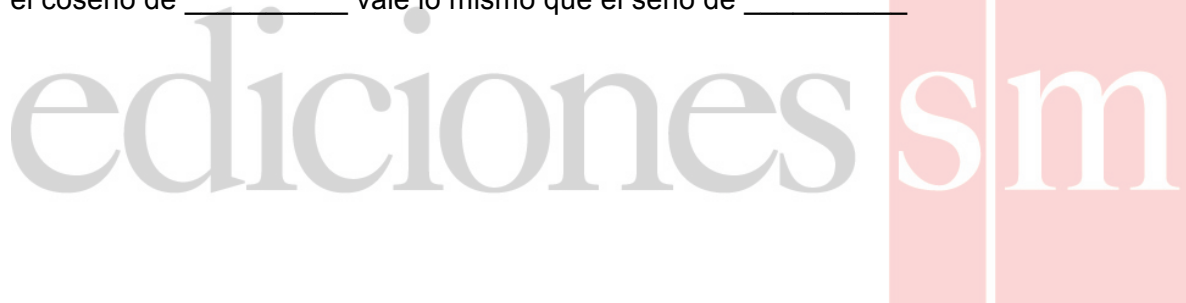 el coseno de __________ vale lo mismo que el seno de __________
ediciones sm